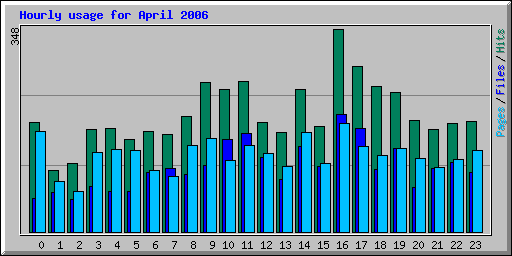 Hourly usage for April 2006
348
Pages/Files/Hits
0 1 2 3 4 5 6 7 8 9 10 11 12 13 14 15 16 17 18 19 20 21 22 23